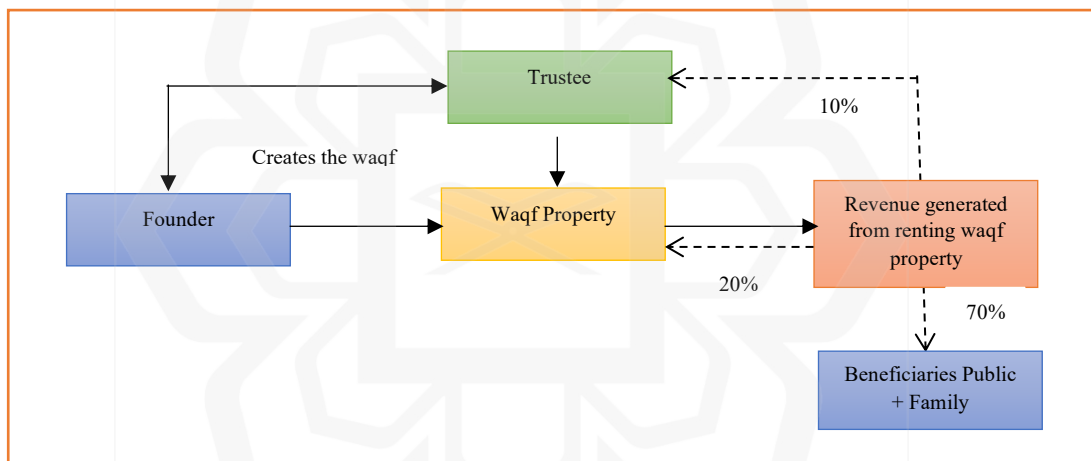 Trustee
10%
Creates the waqf
Founder
Waqf Property
Revenue generated
from renting waqf
property
20%
70%
Beneficiaries Public
+ Family